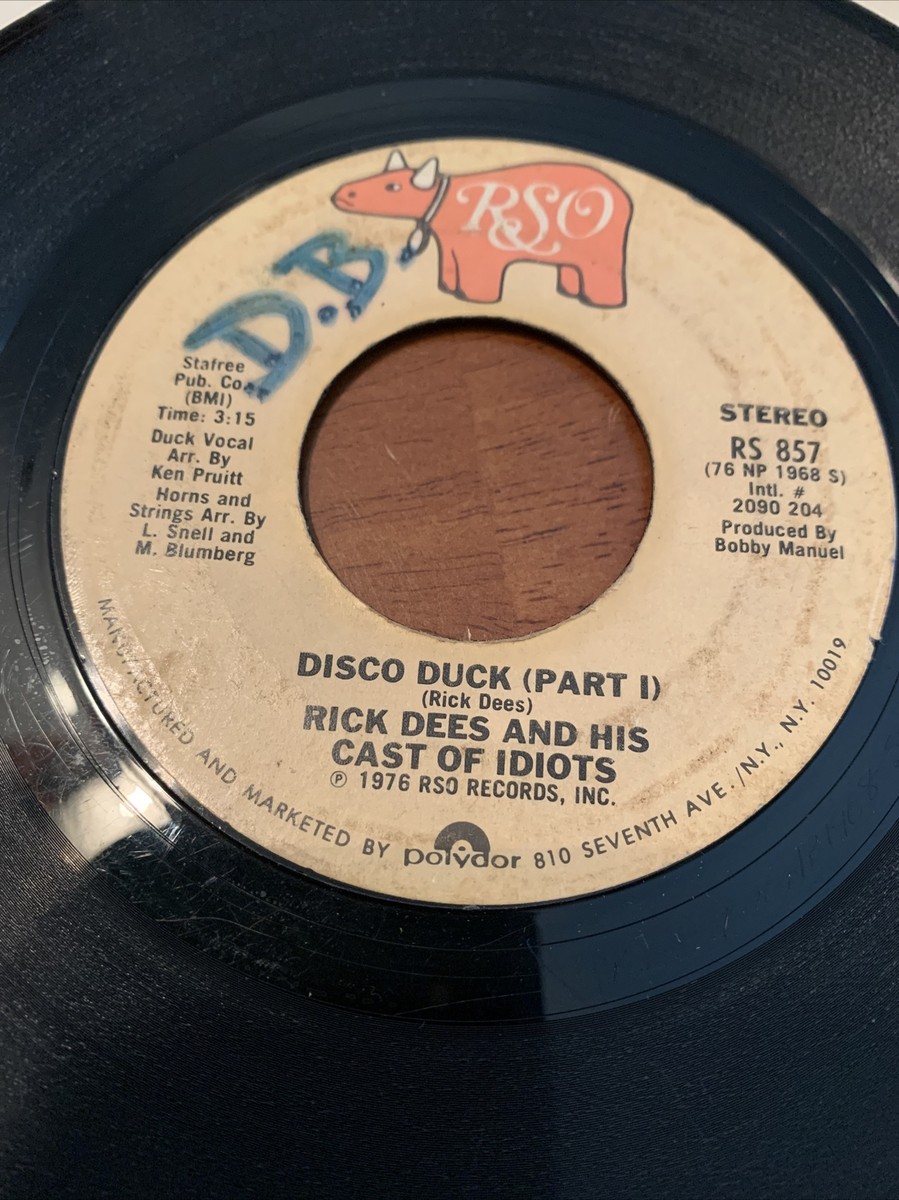 RSO
D.B.
Stafree
Pub. Co.
(BMI)
Time: 3:15
Duck Vocal
Arr. By
Ken Pruitt
Horns and
Strings Arr. By
L. Snell and
M. Blumberg
STEREO
RS 857
(76 NP 1968 S)
Intl. #
2090 204
Produced By
Bobby Manuel
DISCO DUCK (PART I)
(Rick Dees)
RICK DEES AND HIS
CAST OF IDIOTS
℗ 1976 RSO RECORDS, INC.
MANUFACTURED AND MARKETED BY polydor 810 SEVENTH AVE./N.Y., N.Y. 10019